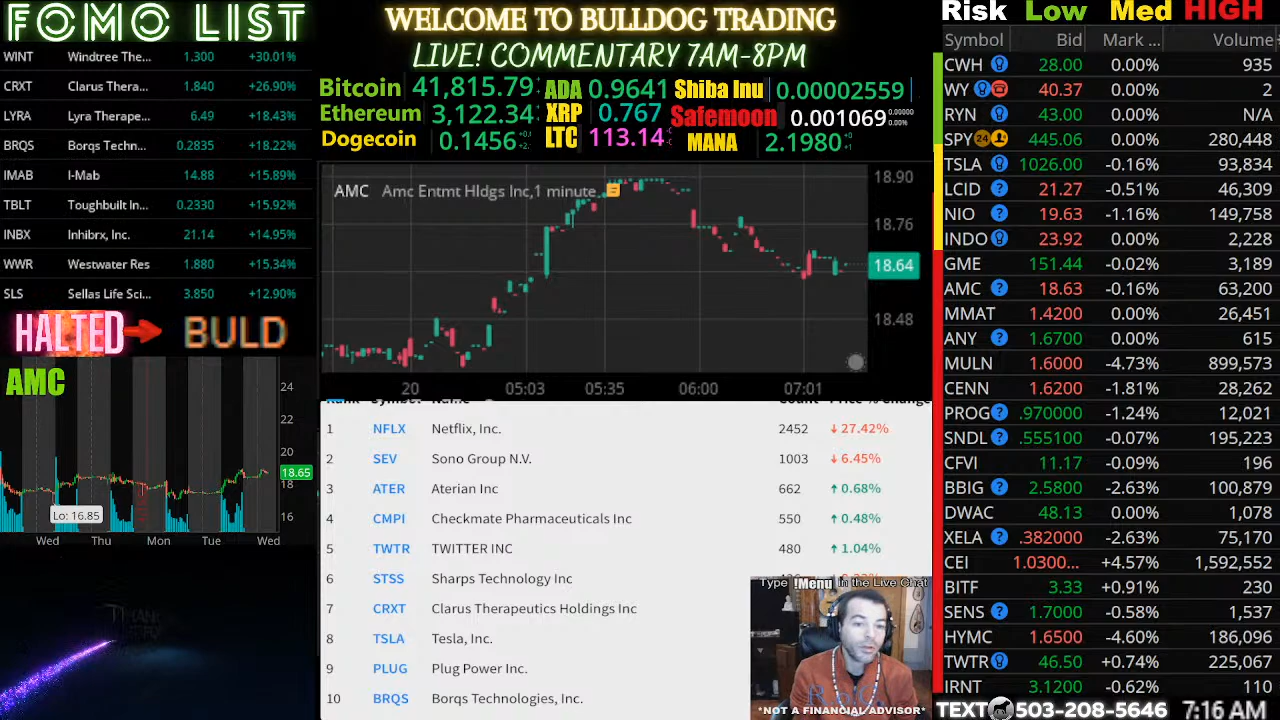 FOMO LIST
WINT Windtree The... 1.300 +30.01%
CRXT Clarus Thera... 1.840 +26.90%
LYRA Lyra Therape... 6.49 +18.43%
BRQS Borqs Techn... 0.2835 +18.22%
IMAB I-Mab 14.88 +15.89%
TBLT Toughbuilt In... 0.2330 +15.92%
INBX Inhibrx, Inc. 21.14 +14.95%
WWR Westwater Res 1.880 +15.34%
SLS Sellas Life Sci... 3.850 +12.90%
HALTED BULD
AMC
24
22
20
18.65
18
16
Lo: 16.85
Wed Thu Mon Tue Wed
WELCOME TO BULLDOG TRADING
LIVE! COMMENTARY 7AM-8PM
Bitcoin 41,815.79 ADA 0.9641 Shiba Inu 0.00002559
Ethereum 3,122.34 XRP 0.767 Safemoon 0.001069 0.00000 0.00%
Dogecoin 0.1456 LTC 113.14 MANA 2.1980
AMC Amc Entmt Hldgs Inc,1 minute
18.90
18.76
18.64
18.48
20 05:03 05:35 06:00 07:01
Rank Symbol Name Count Price % Change
1 NFLX Netflix, Inc. 2452 ↓ 27.42%
2 SEV Sono Group N.V. 1003 ↓ 6.45%
3 ATER Aterian Inc 662 ↑ 0.68%
4 CMPI Checkmate Pharmaceuticals Inc 550 ↑ 0.48%
5 TWTR TWITTER INC 480 ↑ 1.04%
6 STSS Sharps Technology Inc
7 CRXT Clarus Therapeutics Holdings Inc
8 TSLA Tesla, Inc.
9 PLUG Plug Power Inc.
10 BRQS Borqs Technologies, Inc.
Type !Menu In the Live Chat
*NOT A FINANCIAL ADVISOR*
Risk Low Med HIGH
Symbol Bid Mark ... Volume
CWH 28.00 0.00% 935
WY 40.37 0.00% 2
RYN 43.00 0.00% N/A
SPY 24 445.06 0.00% 280,448
TSLA 1026.00 -0.16% 93,834
LCID 21.27 -0.51% 46,309
NIO ? 19.63 -1.16% 149,758
INDO 23.92 0.00% 2,228
GME 151.44 -0.02% 3,189
AMC ? 18.63 -0.16% 63,200
MMAT 1.4200 0.00% 26,451
ANY ? 1.6700 0.00% 615
MULN 1.6000 -4.73% 899,573
CENN 1.6200 -1.81% 28,262
PROG ? .970000 -1.24% 12,021
SNDL ? .555100 -0.07% 195,223
CFVI 11.17 -0.09% 196
BBIG ? 2.5800 -2.63% 100,879
DWAC 48.13 0.00% 1,078
XELA ? .382000 -2.63% 75,170
CEI 1.0300... +4.57% 1,592,552
BITF 3.33 +0.91% 230
SENS ? 1.7000 -0.58% 1,537
HYMC 1.6500 -4.60% 186,096
TWTR 46.50 +0.74% 225,067
IRNT 3.1200 -0.62% 110
TEXT 503-208-5646 7:16 AM